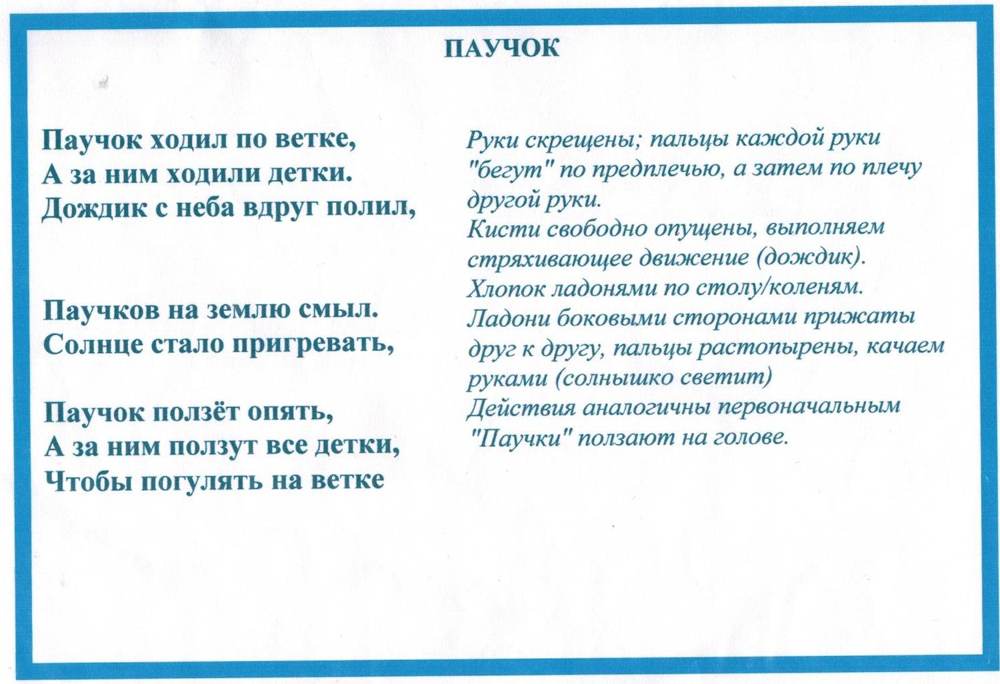 ПАУЧОК
Паучок ходил по ветке,
А за ним ходили детки.
Дождик с неба вдруг полил,
Паучков на землю смыл.
Солнце стало пригревать,
Паучок ползёт опять,
А за ним ползут все детки,
Чтобы погулять на ветке
Руки скрещены; пальцы каждой руки
"бегут" по предплечью, а затем по плечу
другой руки.
Кисти свободно опущены, выполняем
стряхивающее движение (дождик).
Хлопок ладонями по столу/коленям.
Ладони боковыми сторонами прижаты
друг к другу, пальцы растопырены, качаем
руками (солнышко светит)
Действия аналогичны первоначальным
"Паучки" ползают на голове.